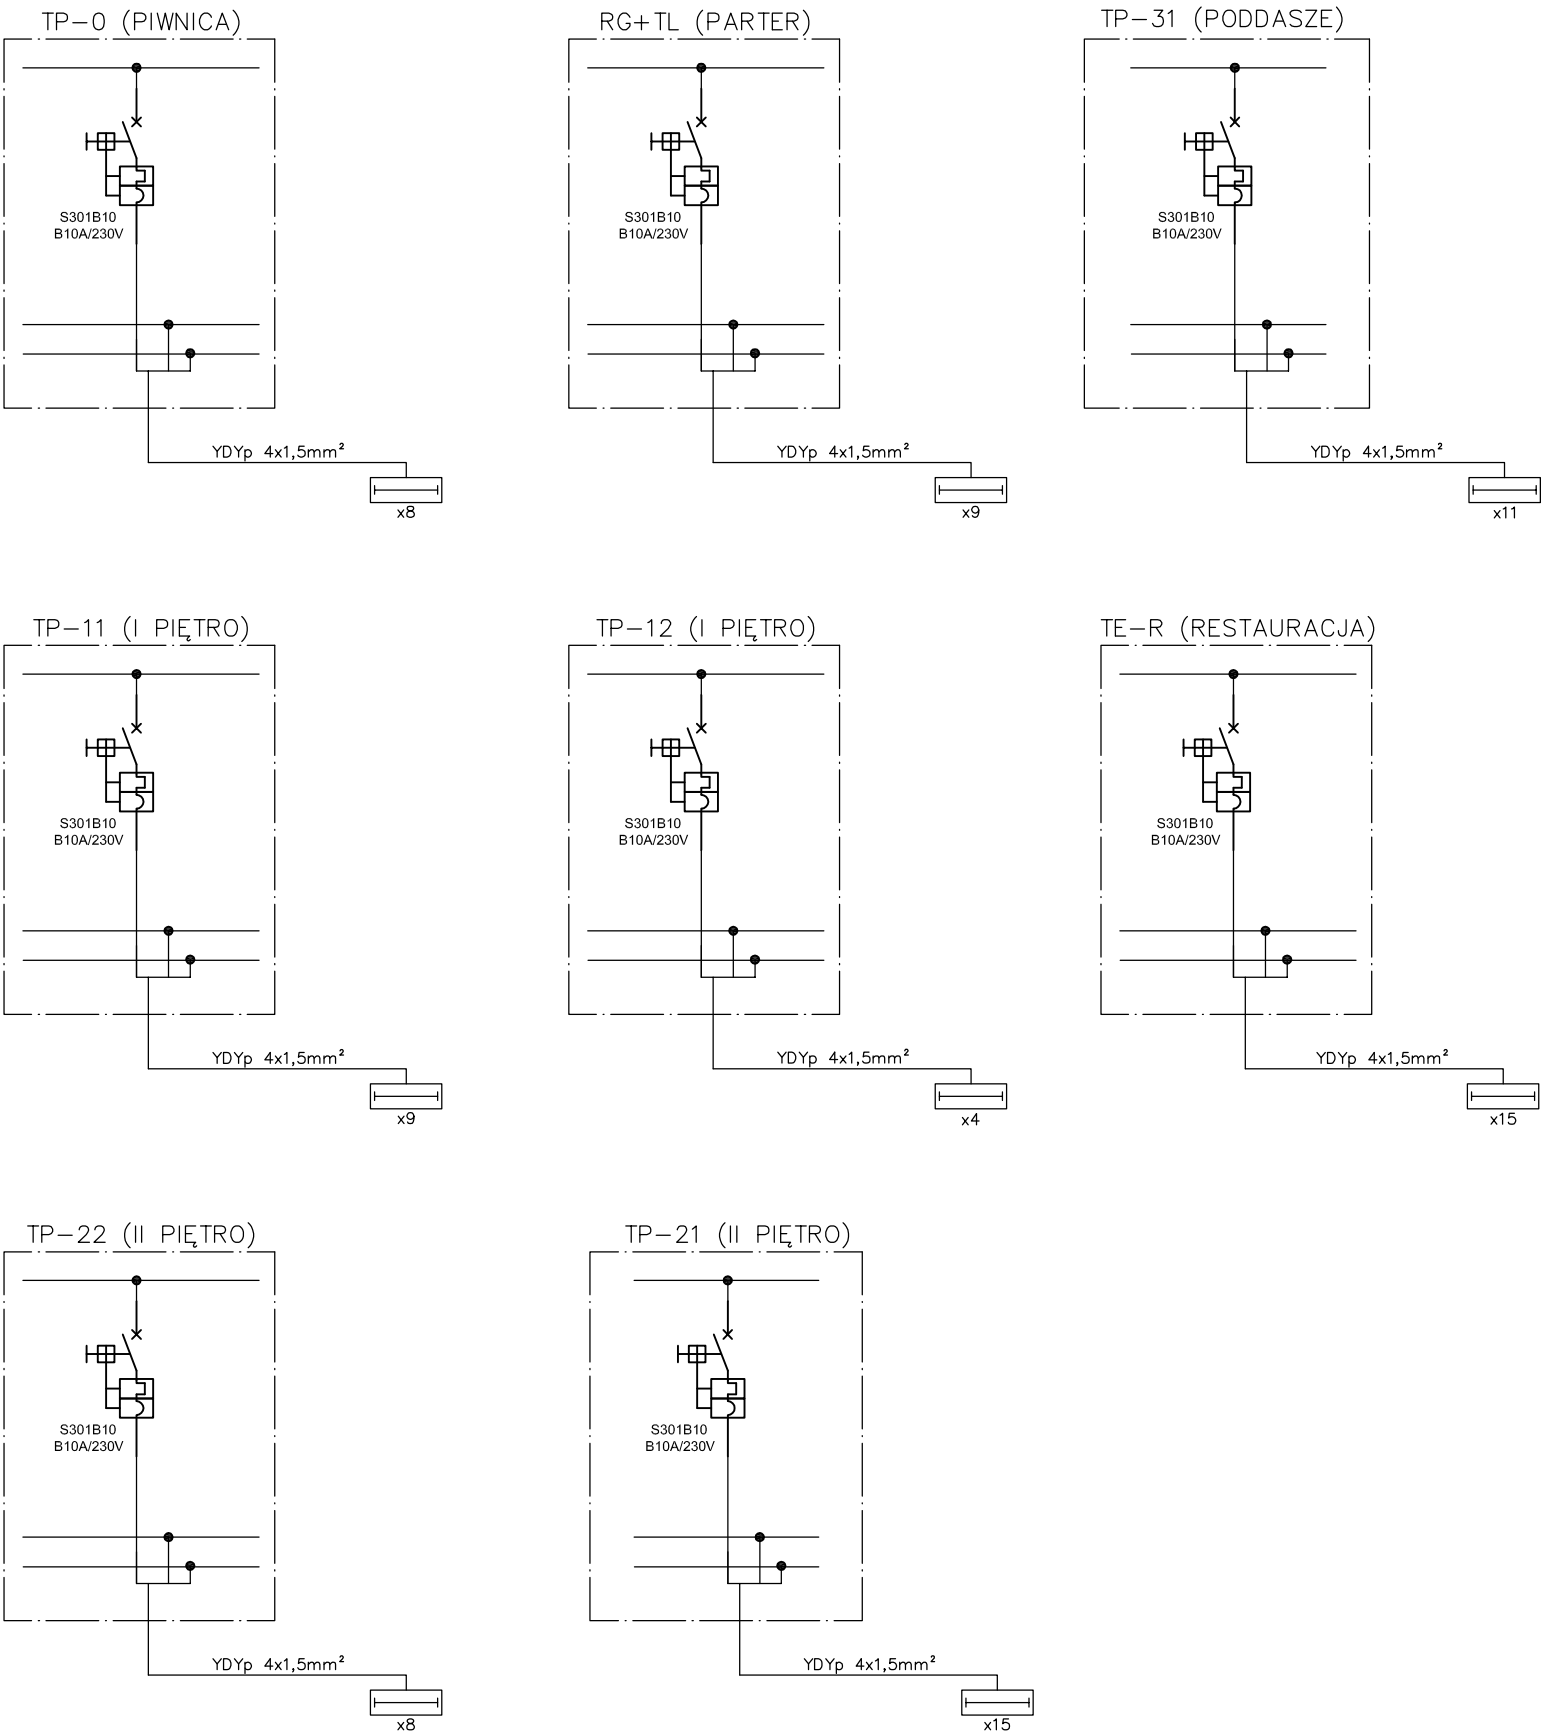 TP-0 (PIWNICA)
S301B10
B10A/230V
YDYp 4x1,5mm²
x8
RG+TL (PARTER)
S301B10
B10A/230V
YDYp 4x1,5mm²
x9
TP-31 (PODDASZE)
S301B10
B10A/230V
YDYp 4x1,5mm²
x11
TP-11 (I PIĘTRO)
S301B10
B10A/230V
YDYp 4x1,5mm²
x9
TP-12 (I PIĘTRO)
S301B10
B10A/230V
YDYp 4x1,5mm²
x4
TE-R (RESTAURACJA)
S301B10
B10A/230V
YDYp 4x1,5mm²
x15
TP-22 (II PIĘTRO)
S301B10
B10A/230V
YDYp 4x1,5mm²
x8
TP-21 (II PIĘTRO)
S301B10
B10A/230V
YDYp 4x1,5mm²
x15